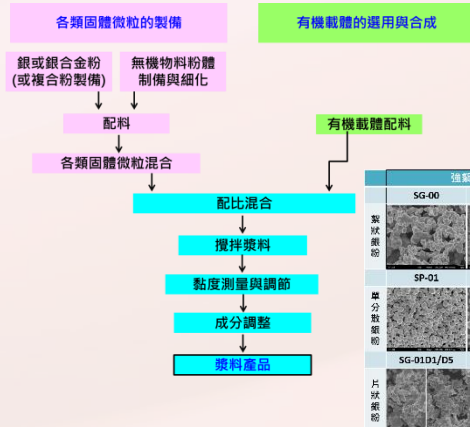 各類固體微粒的製備
有機載體的選用與合成
銀或銀合金粉
(或複合粉製備)
無機物料粉體
制備與細化
配料
有機載體配料
各類固體微粒混合
配比混合
攪拌漿料
黏度測量與調節
成分調整
漿料產品
SG-00
絮狀銀粉
SP-01
單分散銀粉
SG-01D1/D5
片狀銀粉